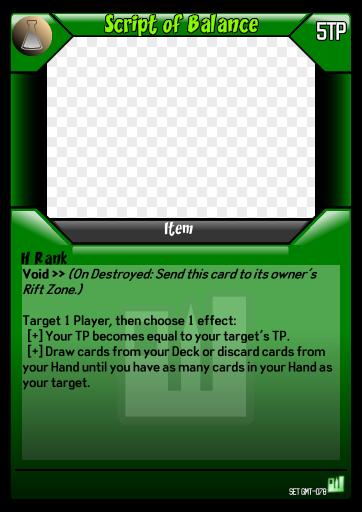 Script of Balance
5TP
Item
H Rank
Void >> (On Destroyed: Send this card to its owner's
Rift Zone.)
Target 1 Player, then choose 1 effect:
[+] Your TP becomes equal to your target's TP.
[+] Draw cards from your Deck or discard cards from
your Hand until you have as many cards in your Hand as
your target.
SET GMT-078